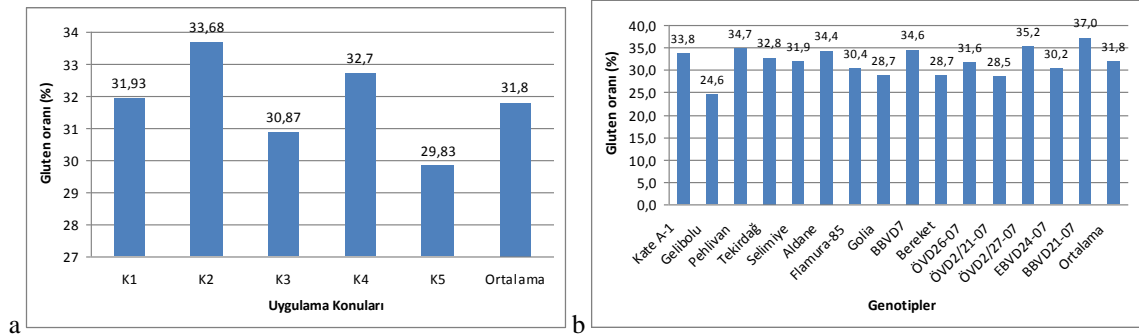 34
33
32
31
30
29
28
27
Gluten oranı (%)
31,93
33,68
30,87
32,7
29,83
31,8
K1 K2 K3 K4 K5 Ortalama
Uygulama Konuları
a
40,0
35,0
30,0
25,0
20,0
15,0
10,0
5,0
0,0
Gluten oranı (%)
33,8
24,6
34,7
32,8
31,9
34,4
30,4
28,7
34,6
28,7
31,6
28,5
35,2
30,2
37,0
31,8
Kate A-1
Gelibolu
Pehlivan
Tekirdağ
Selimiye
Aldane
Flamura-85
Golia
BBVD7
Bereket
ÖVD26-07
ÖVD2/21-07
ÖVD2/27-07
EBVD24-07
BBVD21-07
Ortalama
Genotipler
b